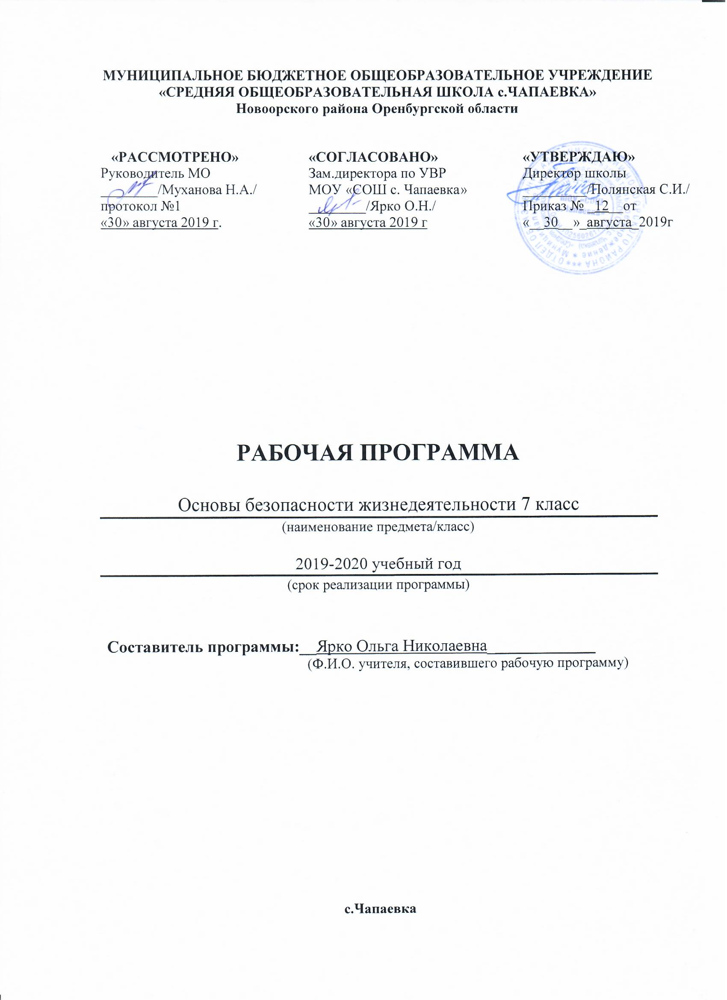 МУНИЦИПАЛЬНОЕ БЮДЖЕТНОЕ ОБЩЕОБРАЗОВАТЕЛЬНОЕ УЧРЕЖДЕНИЕ
«СРЕДНЯЯ ОБЩЕОБРАЗОВАТЕЛЬНАЯ ШКОЛА с.ЧАПАЕВКА»
Новоорского района Оренбургской области
«РАССМОТРЕНО»
Руководитель МО
________/Муханова Н.А./
протокол №1
«30» августа 2019 г.
«СОГЛАСОВАНО»
Зам.директора по УВР
МОУ «СОШ с. Чапаевка»
________/Ярко О.Н./
«30» августа 2019 г
«УТВЕРЖДАЮ»
Директор школы
_________/Полянская С.И./
Приказ № _12__ от
«__30__»_августа_2019г
РАБОЧАЯ ПРОГРАММА
Основы безопасности жизнедеятельности 7 класс
(наименование предмета/класс)
2019-2020 учебный год
(срок реализации программы)
Составитель программы:__Ярко Ольга Николаевна_____________
(Ф.И.О. учителя, составившего рабочую программу)
с.Чапаевка